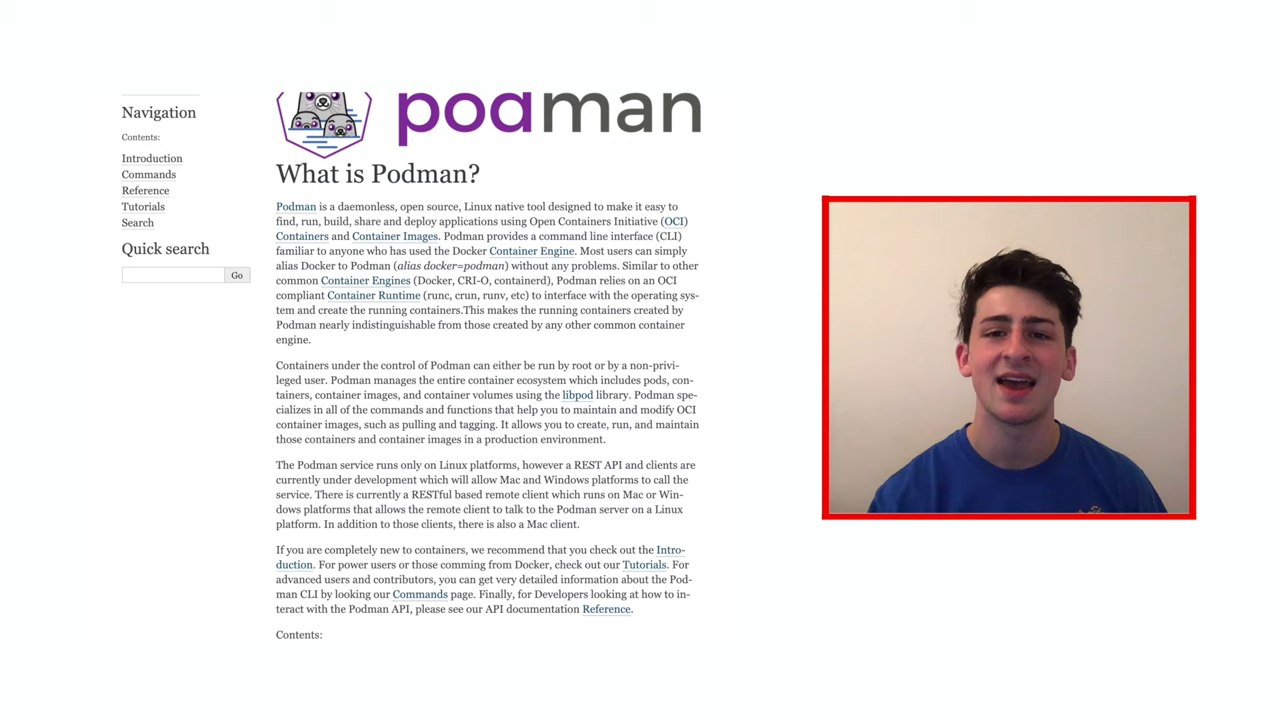 podman
Navigation
Contents:
Introduction
Commands
Reference
Tutorials
Search
Quick search
Go
What is Podman?
Podman is a daemonless, open source, Linux native tool designed to make it easy to
find, run, build, share and deploy applications using Open Containers Initiative (OCI)
Containers and Container Images. Podman provides a command line interface (CLI)
familiar to anyone who has used the Docker Container Engine. Most users can simply
alias Docker to Podman (alias docker=podman) without any problems. Similar to other
common Container Engines (Docker, CRI-O, containerd), Podman relies on an OCI
compliant Container Runtime (runc, crun, runv, etc) to interface with the operating sys-
tem and create the running containers.This makes the running containers created by
Podman nearly indistinguishable from those created by any other common container
engine.
Containers under the control of Podman can either be run by root or by a non-privi-
leged user. Podman manages the entire container ecosystem which includes pods, con-
tainers, container images, and container volumes using the libpod library. Podman spe-
cializes in all of the commands and functions that help you to maintain and modify OCI
container images, such as pulling and tagging. It allows you to create, run, and maintain
those containers and container images in a production environment.
The Podman service runs only on Linux platforms, however a REST API and clients are
currently under development which will allow Mac and Windows platforms to call the
service. There is currently a RESTful based remote client which runs on Mac or Win-
dows platforms that allows the remote client to talk to the Podman server on a Linux
platform. In addition to those clients, there is also a Mac client.
If you are completely new to containers, we recommend that you check out the Intro-
duction. For power users or those comming from Docker, check out our Tutorials. For
advanced users and contributors, you can get very detailed information about the Pod-
man CLI by looking our Commands page. Finally, for Developers looking at how to in-
teract with the Podman API, please see our API documentation Reference.
Contents: